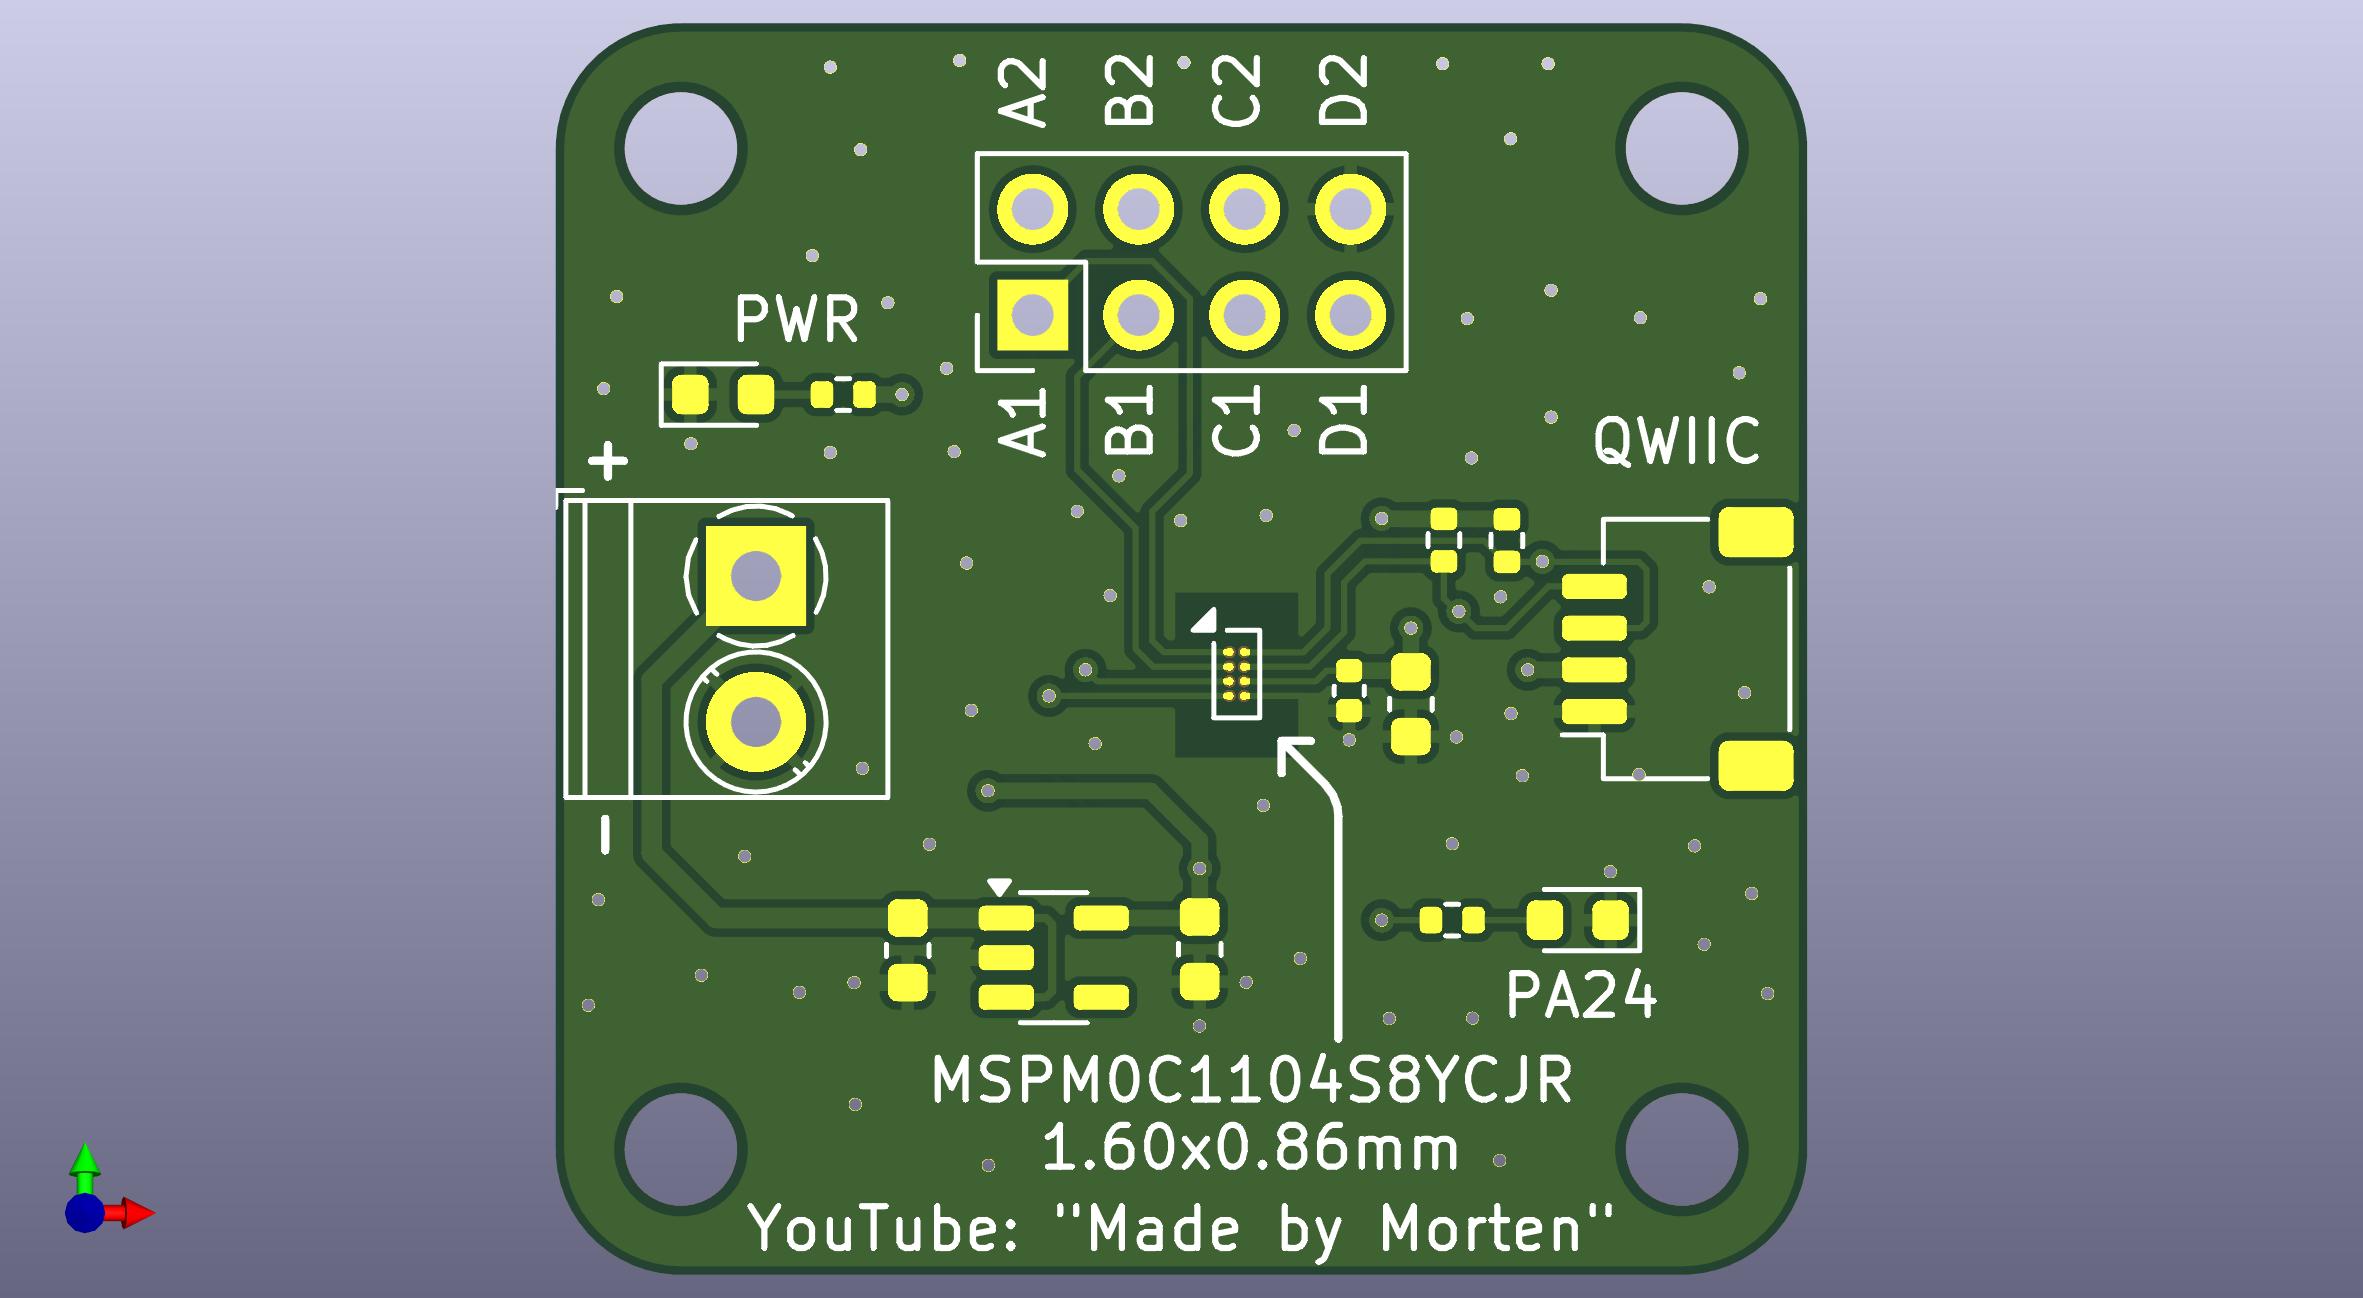 A2 B2 C2 D2
PWR
A1 B1 C1 D1
QWIIC
+
-
PA24
MSPM0C1104S8YCJR
1.60x0.86mm
YouTube: "Made by Morten"